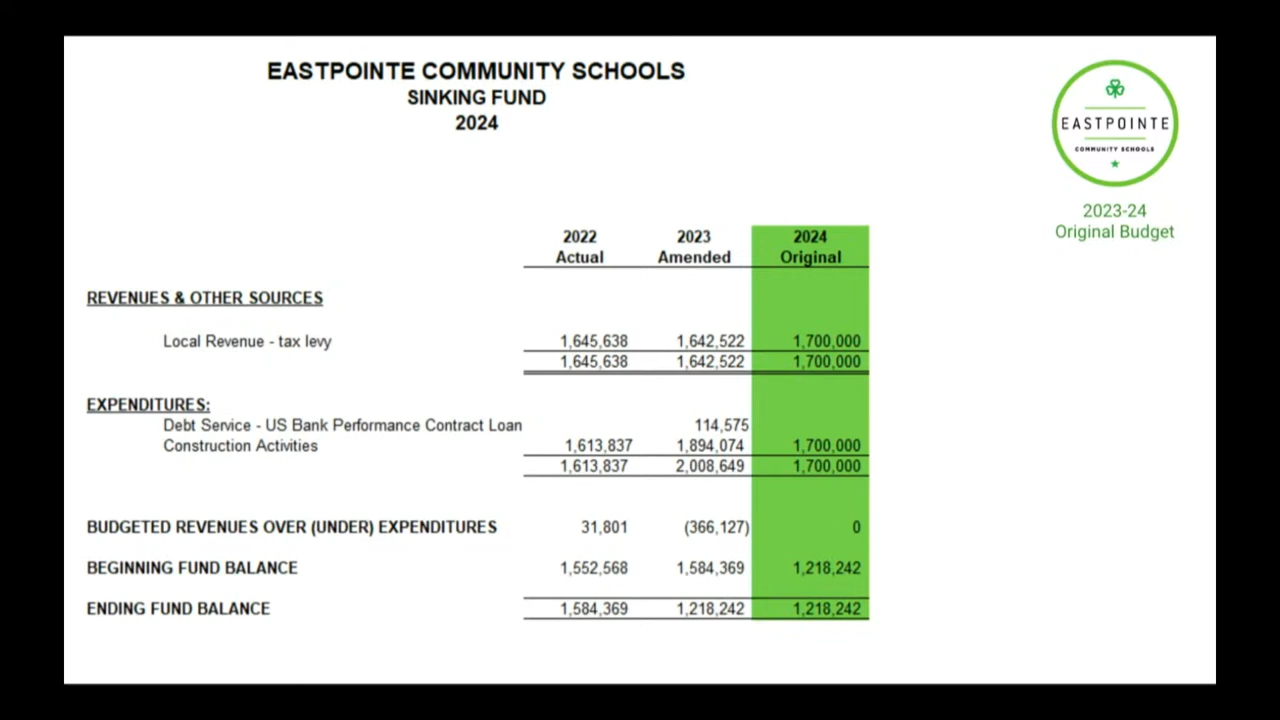 EASTPOINTE COMMUNITY SCHOOLS
SINKING FUND
2024
EASTPOINTE
COMMUNITY SCHOOLS
2023-24
Original Budget
2022 2023 2024
Actual Amended Original
REVENUES & OTHER SOURCES
Local Revenue - tax levy 1,645,638 1,642,522 1,700,000
1,645,638 1,642,522 1,700,000
EXPENDITURES:
Debt Service - US Bank Performance Contract Loan 114,575
Construction Activities 1,613,837 1,894,074 1,700,000
1,613,837 2,008,649 1,700,000
BUDGETED REVENUES OVER (UNDER) EXPENDITURES 31,801 (366,127) 0
BEGINNING FUND BALANCE 1,552,568 1,584,369 1,218,242
ENDING FUND BALANCE 1,584,369 1,218,242 1,218,242